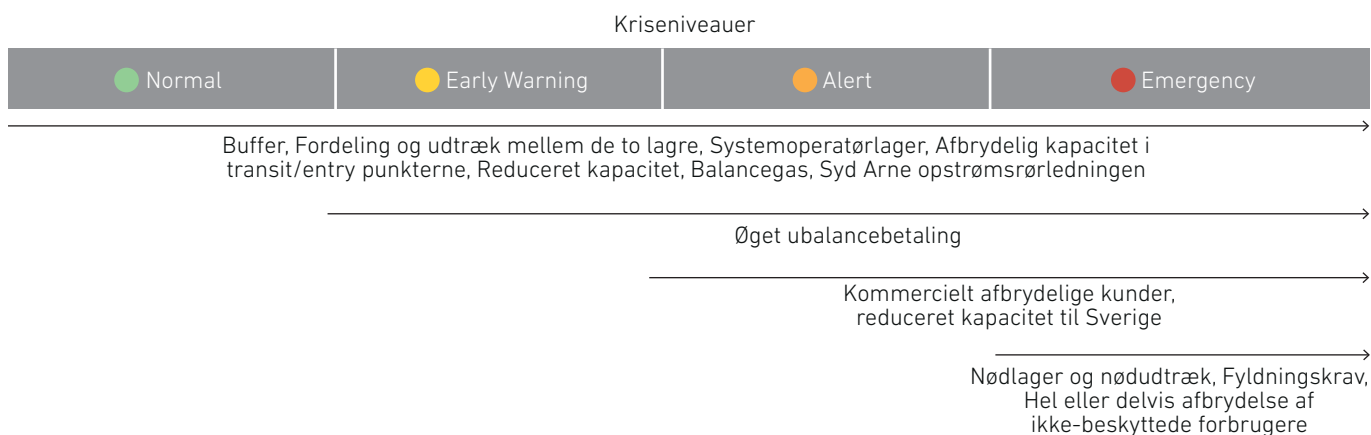 Kriseniveauer
Normal
Early Warning
Alert
Emergency
Buffer, Fordeling og udtræk mellem de to lagre, Systemoperatørlager, Afbrydelig kapacitet i
transit/entry punkterne, Reduceret kapacitet, Balancegas, Syd Arne opstrømsrørledningen
Øget ubalancebetaling
Kommercielt afbrydelige kunder,
reduceret kapacitet til Sverige
Nødlager og nødudtræk, Fyldningskrav,
Hel eller delvis afbrydelse af
ikke-beskyttede forbrugere